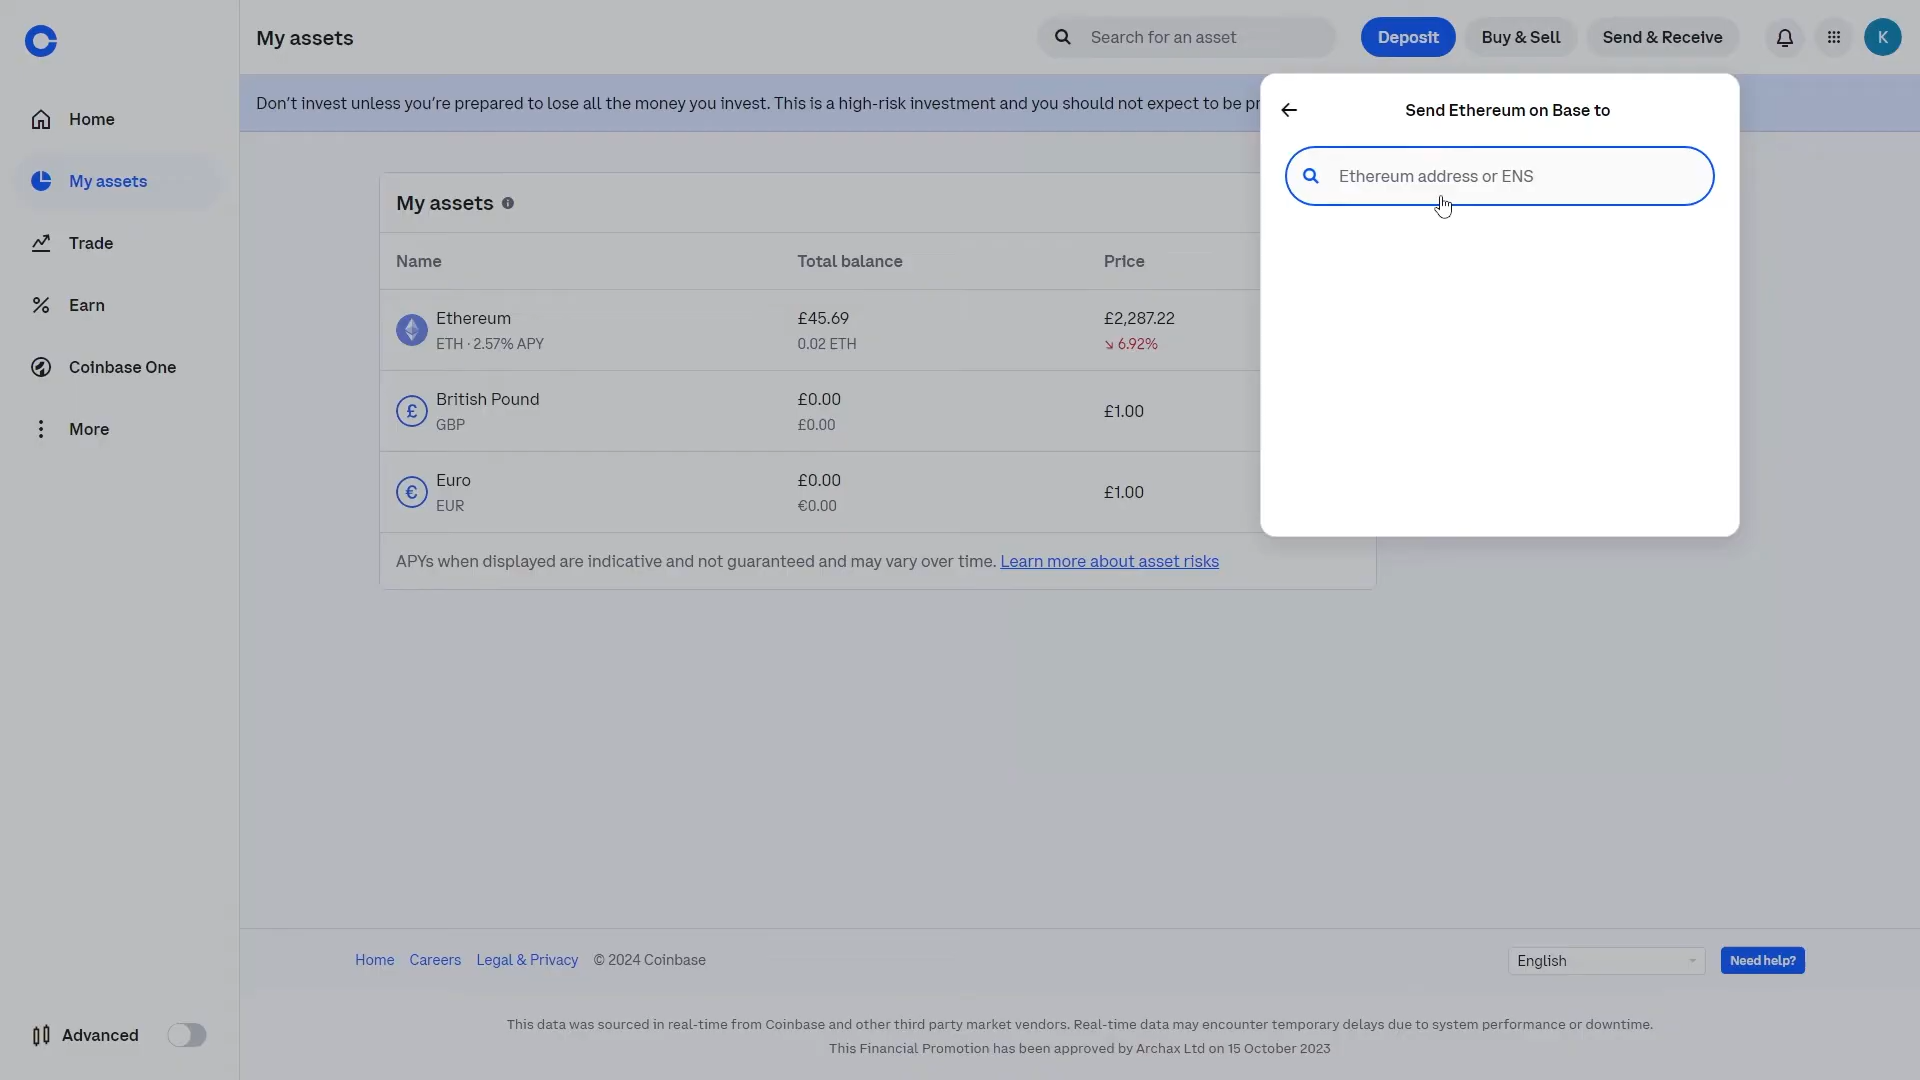 My assets
Search for an asset
Deposit
Buy & Sell
Send & Receive
K
Home
My assets
Trade
Earn
Coinbase One
More
Advanced
Don't invest unless you're prepared to lose all the money you invest. This is a high-risk investment and you should not expect to be
Send Ethereum on Base to
Ethereum address or ENS
My assets
Name Total balance Price
Ethereum £45.69 £2,287.22
ETH · 2.57% APY 0.02 ETH ↘ 6.92%
British Pound £0.00 £1.00
GBP £0.00
Euro £0.00 £1.00
EUR €0.00
APYs when displayed are indicative and not guaranteed and may vary over time. Learn more about asset risks
Home Careers Legal & Privacy © 2024 Coinbase
English
Need help?
This data was sourced in real-time from Coinbase and other third party market vendors. Real-time data may encounter temporary delays due to system performance or downtime.
This Financial Promotion has been approved by Archax Ltd on 15 October 2023